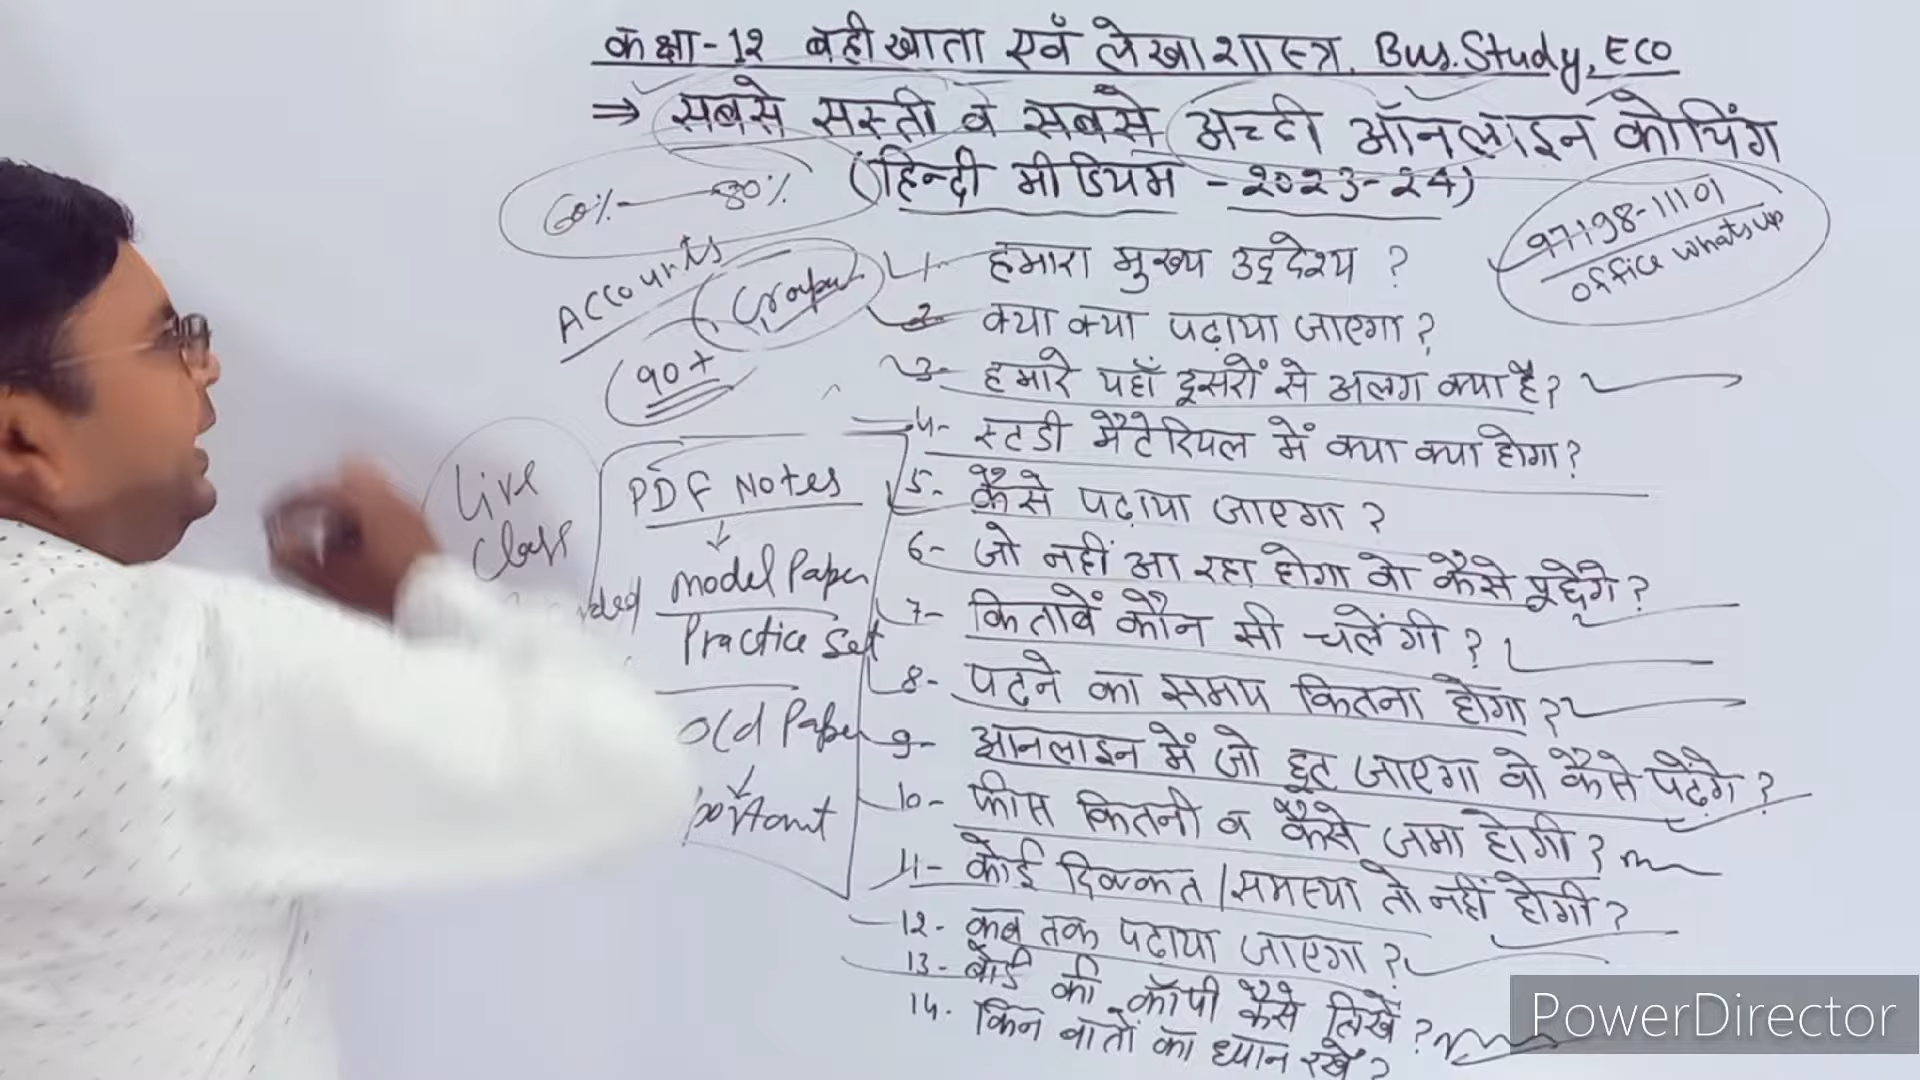 कक्षा-12 बहीखाता एवं लेखाशास्त्र, Bus. Study, ECO
⇒ सबसे सस्ती व सबसे अच्छी ऑनलाइन कोचिंग
(हिन्दी मीडियम - 2023-24)
60% - 80%
97198-11101
office whatsup
Accounts
Group
90+
1- हमारा मुख्य उद्देश्य ?
2- क्या क्या पढ़ाया जाएगा ?
3- हमारे यहाँ दूसरों से अलग क्या है?
4- स्टडी मैटेरियल में क्या क्या होगा?
5- कैसे पढ़ाया जाएगा ?
6- जो नहीं आ रहा होगा वो कैसे पूछेंगे ?
7- किताबें कौन सी चलेंगी ?
8- पढ़ने का समय कितना होगा ?
9- ऑनलाइन में जो छूट जाएगा वो कैसे पढ़ेंगे ?
10- फीस कितनी व कैसे जमा होगी ?
11- कोई दिक्कत / समस्या तो नहीं होगी ?
12- कब तक पढ़ाया जाएगा ?
13- बोर्ड की कॉपी कैसे लिखें ?
14. किन बातों का ध्यान रखें ?
Live
Class
PDF Notes
Model Paper
Practice Set
Old Paper
PowerDirector